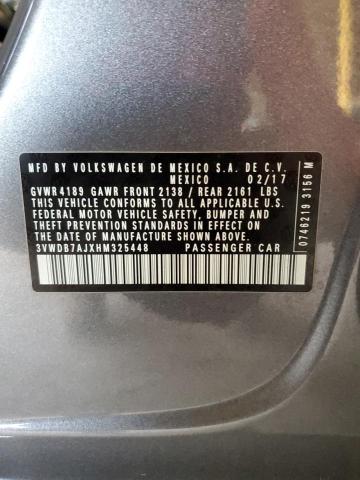 MFD BY VOLKSWAGEN DE MEXICO S.A. DE C.V.
MEXICO 02/17
GVWR 4189 GAWR FRONT 2138 / REAR 2161 LBS
THIS VEHICLE CONFORMS TO ALL APPLICABLE U.S.
FEDERAL MOTOR VEHICLE SAFETY, BUMPER AND
THEFT PREVENTION STANDARDS IN EFFECT ON THE
DATE OF MANUFACTURE SHOWN ABOVE.
3VWDB7AJXHM325448 PASSENGER CAR
0746219 3156 M